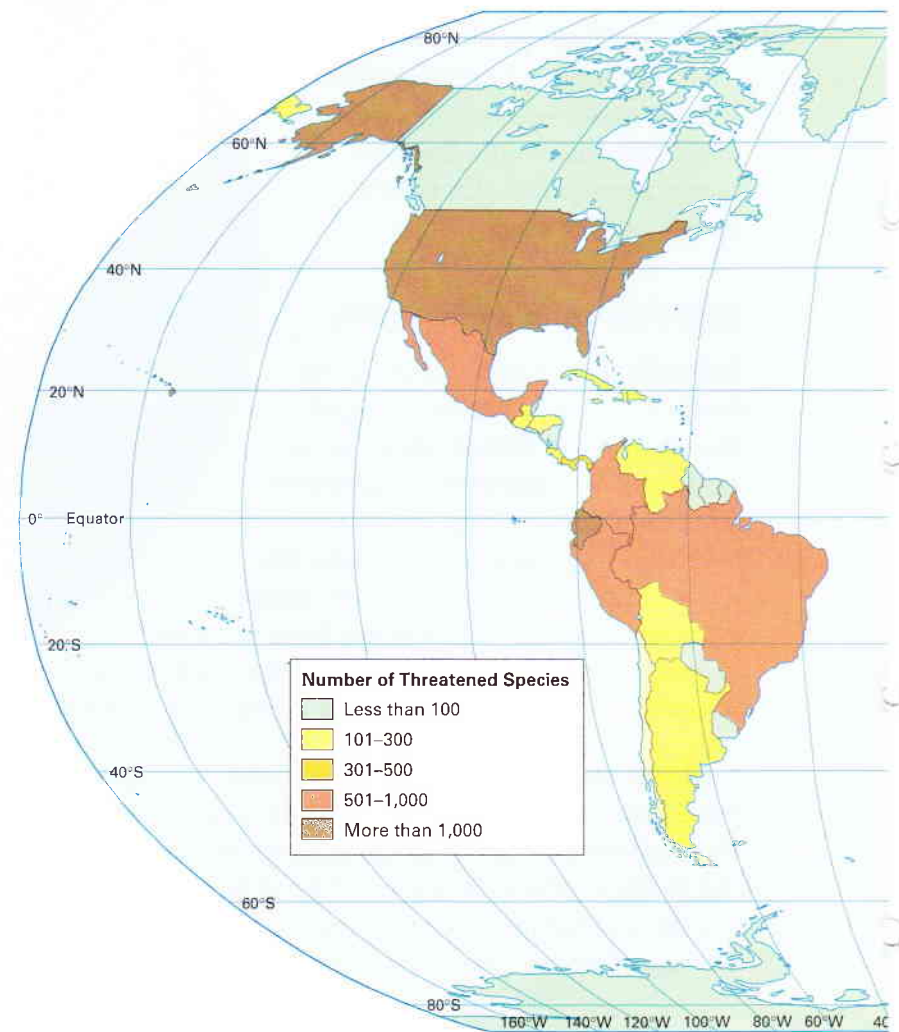 80°N
60°N
40°N
20°N
0° Equator
20°S
Number of Threatened Species
Less than 100
101–300
301–500
501–1,000
More than 1,000
40°S
60°S
80°S
160°W 140°W 120°W 100°W 80°W 60°W